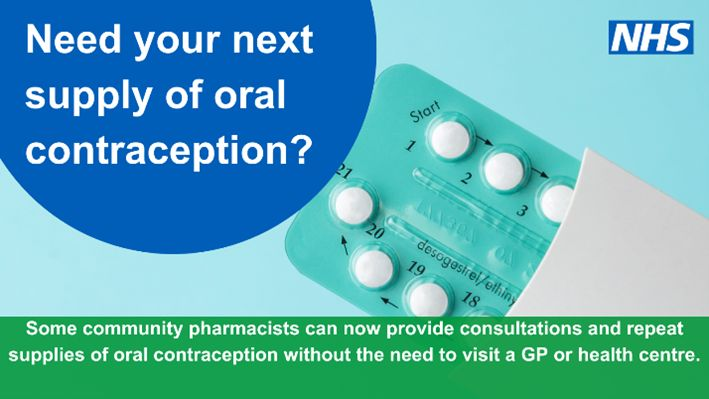 Need your next
supply of oral
contraception?
NHS
Start
1
2
3
21
20
19
18
desogestrel/ethiny
Some community pharmacists can now provide consultations and repeat
supplies of oral contraception without the need to visit a GP or health centre.